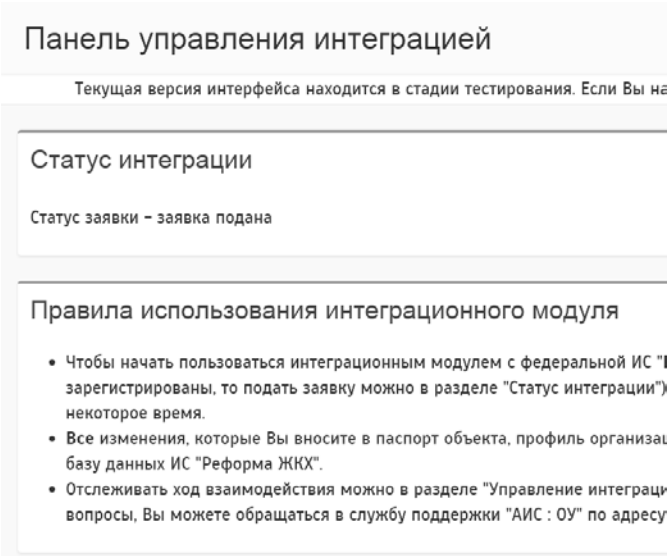 Панель управления интеграцией
Текущая версия интерфейса находится в стадии тестирования. Если Вы на
Статус интеграции
Статус заявки – заявка подана
Правила использования интеграционного модуля
• Чтобы начать пользоваться интеграционным модулем с федеральной ИС "
зарегистрированы, то подать заявку можно в разделе "Статус интеграции")
некоторое время.
• Все изменения, которые Вы вносите в паспорт объекта, профиль организац
базу данных ИС "Реформа ЖКХ".
• Отслеживать ход взаимодействия можно в разделе "Управление интеграци
вопросы, Вы можете обращаться в службу поддержки "АИС : ОУ" по адресу